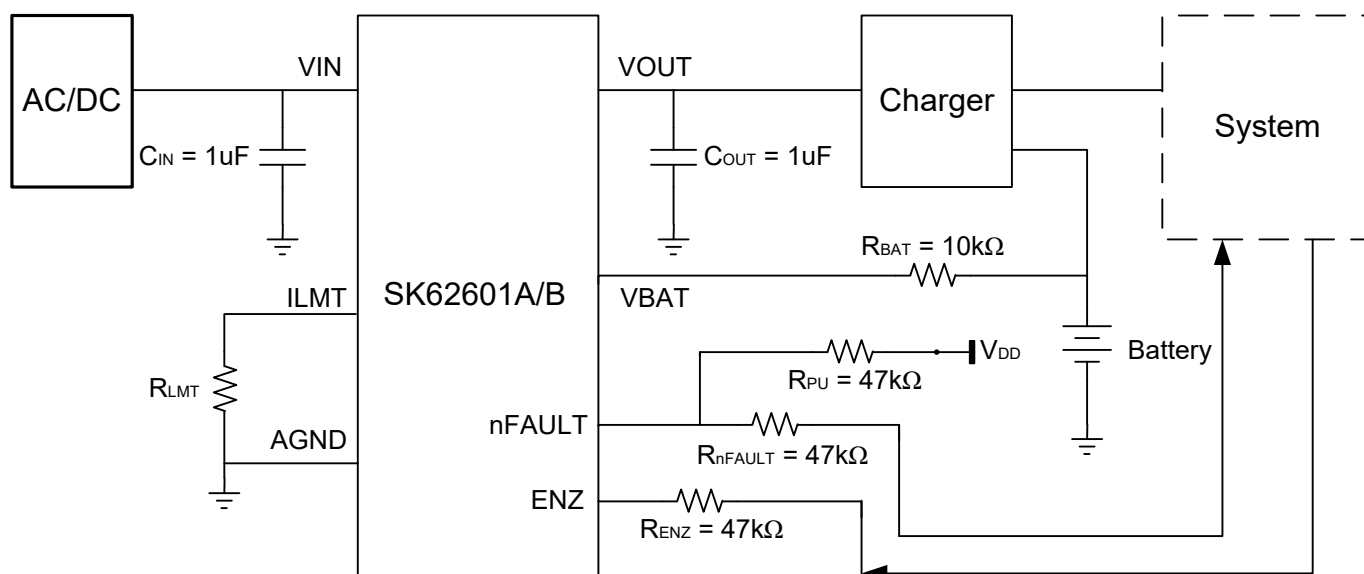 AC/DC
VIN
CIN = 1uF
ILMT
RLMT
AGND
SK62601A/B
VOUT
COUT = 1uF
Charger
System
RBAT = 10kΩ
VBAT
VDD
Battery
RPU = 47kΩ
nFAULT
RnFAULT = 47kΩ
ENZ
RENZ = 47kΩ